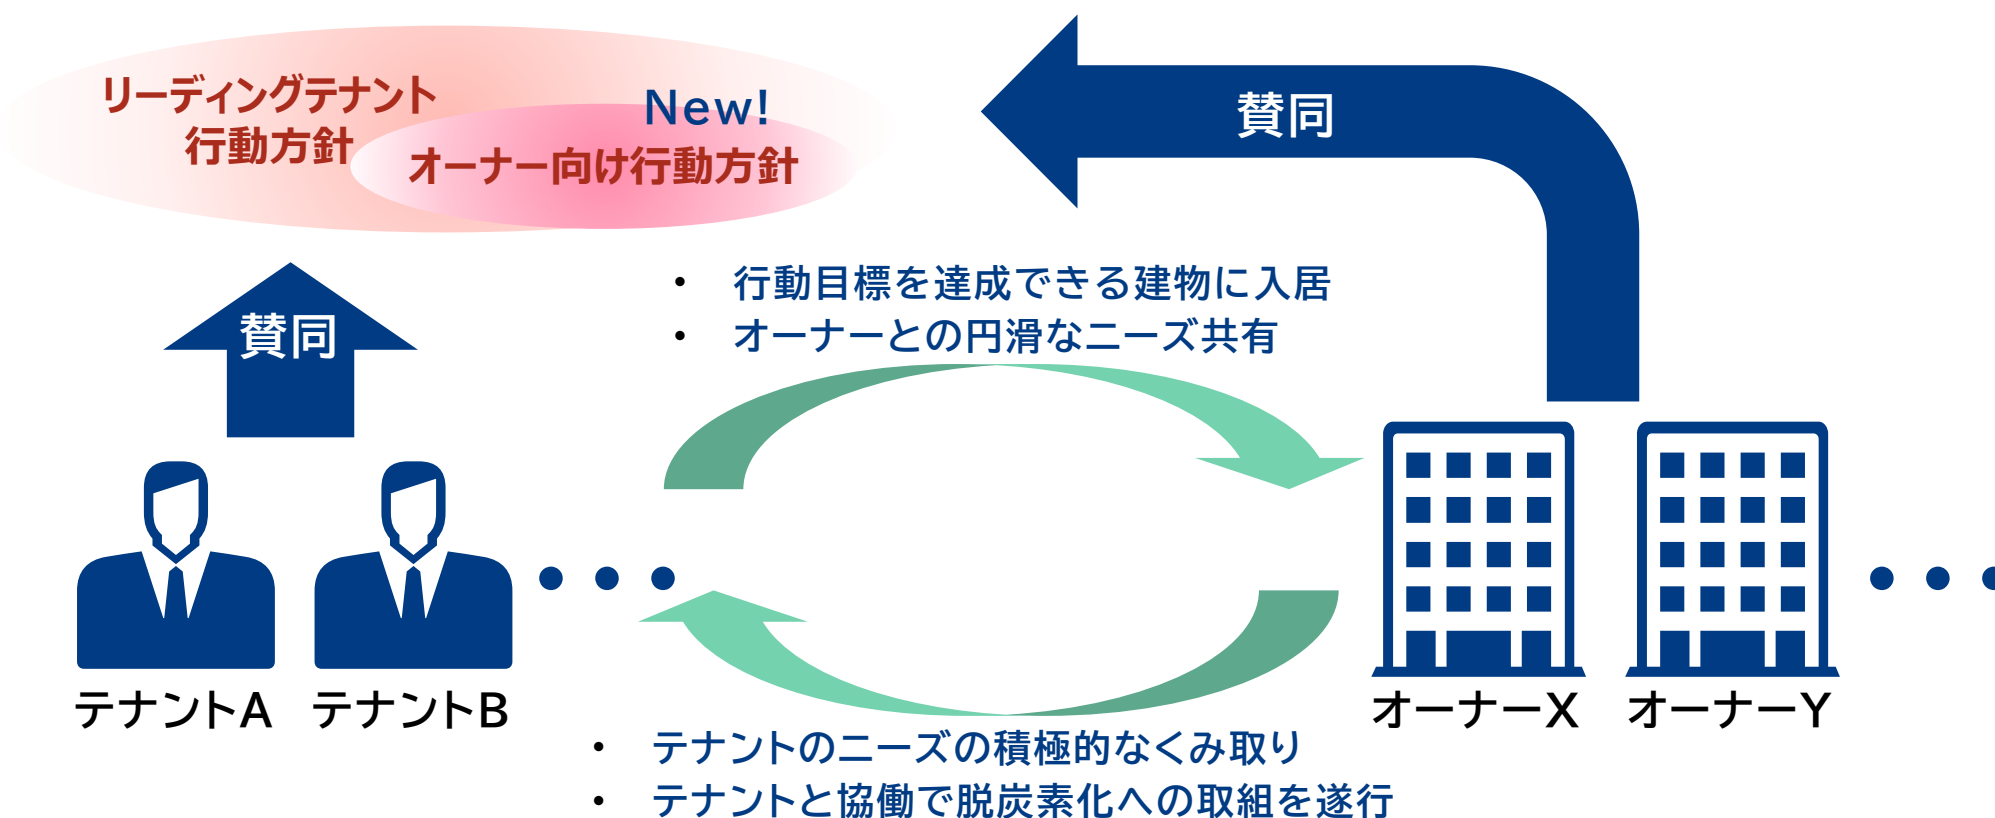 リーディングテナント
行動方針
New!
オーナー向け行動方針
賛同
賛同
• 行動目標を達成できる建物に入居
• オーナーとの円滑なニーズ共有
テナントA
テナントB
オーナーX
オーナーY
• テナントのニーズの積極的なくみ取り
• テナントと協働で脱炭素化への取組を遂行